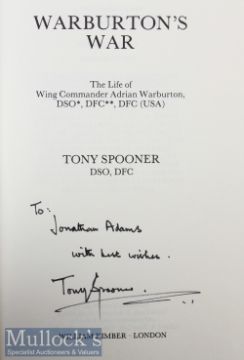 WARBURTON'S
WAR
The Life of
Wing Commander Adrian Warburton,
DSO*, DFC**, DFC (USA)
TONY SPOONER
DSO, DFC
To:
Jonathan Adams
with best wishes.
Tony Spooner
WILLIAM KIMBER · LONDON
Mullock's
Specialist Auctioneers & Valuers